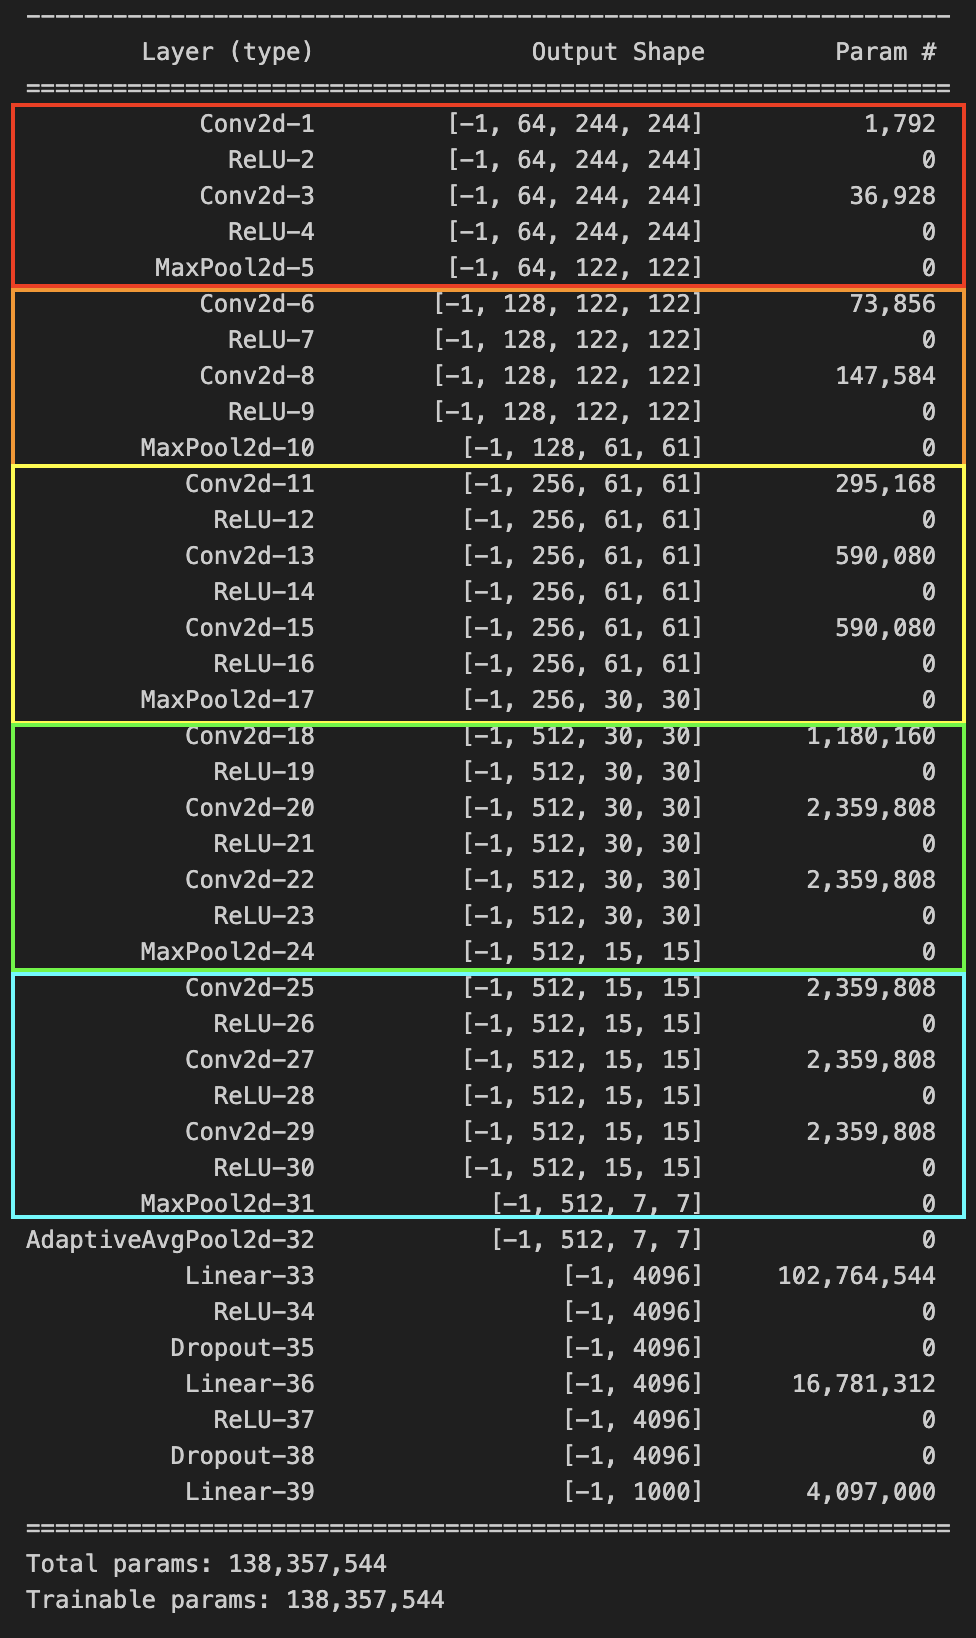 ----------------------------------------------------------------
Layer (type) Output Shape Param #
================================================================
Conv2d-1 [-1, 64, 244, 244] 1,792
ReLU-2 [-1, 64, 244, 244] 0
Conv2d-3 [-1, 64, 244, 244] 36,928
ReLU-4 [-1, 64, 244, 244] 0
MaxPool2d-5 [-1, 64, 122, 122] 0
Conv2d-6 [-1, 128, 122, 122] 73,856
ReLU-7 [-1, 128, 122, 122] 0
Conv2d-8 [-1, 128, 122, 122] 147,584
ReLU-9 [-1, 128, 122, 122] 0
MaxPool2d-10 [-1, 128, 61, 61] 0
Conv2d-11 [-1, 256, 61, 61] 295,168
ReLU-12 [-1, 256, 61, 61] 0
Conv2d-13 [-1, 256, 61, 61] 590,080
ReLU-14 [-1, 256, 61, 61] 0
Conv2d-15 [-1, 256, 61, 61] 590,080
ReLU-16 [-1, 256, 61, 61] 0
MaxPool2d-17 [-1, 256, 30, 30] 0
Conv2d-18 [-1, 512, 30, 30] 1,180,160
ReLU-19 [-1, 512, 30, 30] 0
Conv2d-20 [-1, 512, 30, 30] 2,359,808
ReLU-21 [-1, 512, 30, 30] 0
Conv2d-22 [-1, 512, 30, 30] 2,359,808
ReLU-23 [-1, 512, 30, 30] 0
MaxPool2d-24 [-1, 512, 15, 15] 0
Conv2d-25 [-1, 512, 15, 15] 2,359,808
ReLU-26 [-1, 512, 15, 15] 0
Conv2d-27 [-1, 512, 15, 15] 2,359,808
ReLU-28 [-1, 512, 15, 15] 0
Conv2d-29 [-1, 512, 15, 15] 2,359,808
ReLU-30 [-1, 512, 15, 15] 0
MaxPool2d-31 [-1, 512, 7, 7] 0
AdaptiveAvgPool2d-32 [-1, 512, 7, 7] 0
Linear-33 [-1, 4096] 102,764,544
ReLU-34 [-1, 4096] 0
Dropout-35 [-1, 4096] 0
Linear-36 [-1, 4096] 16,781,312
ReLU-37 [-1, 4096] 0
Dropout-38 [-1, 4096] 0
Linear-39 [-1, 1000] 4,097,000
================================================================
Total params: 138,357,544
Trainable params: 138,357,544